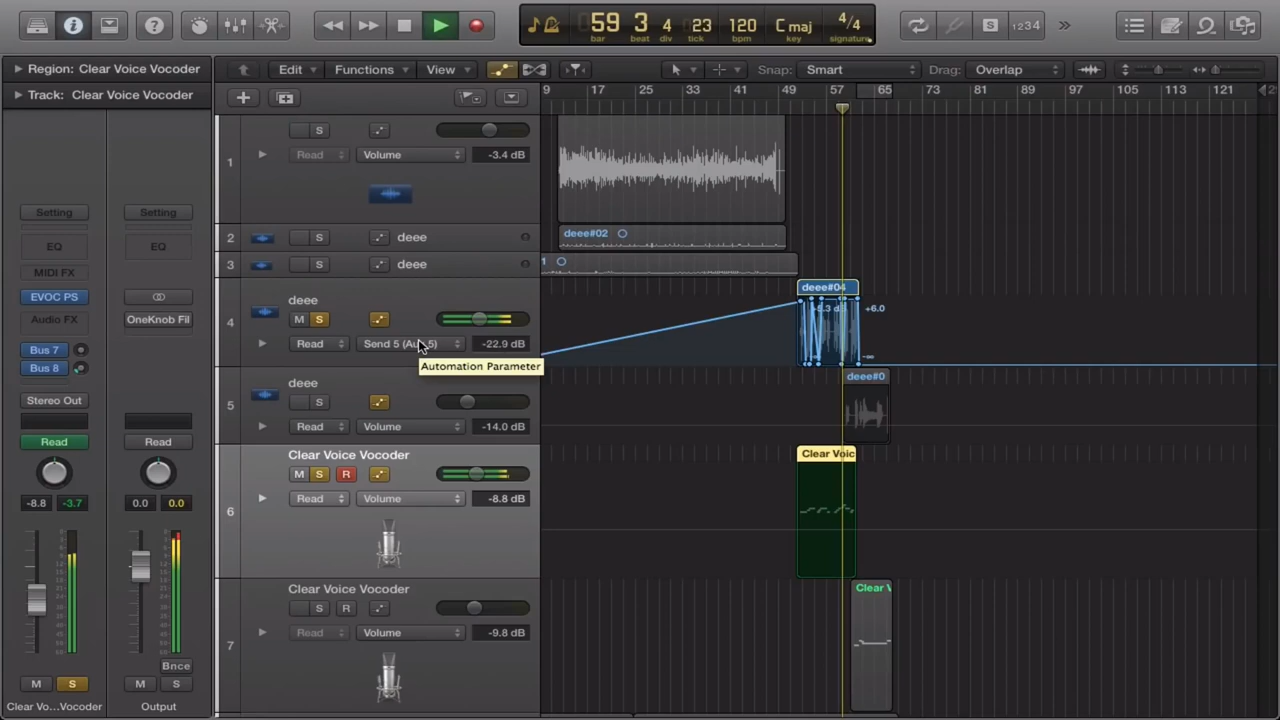 59 3 4 23 120 C maj 4/4
bar beat div tick bpm key signature
1234
Region: Clear Voice Vocoder
Edit Functions View Snap: Smart Drag: Overlap
Track: Clear Voice Vocoder
9 17 25 33 41 49 57 65 73 81 89 97 105 113 121
S
1 Read Volume -3.4 dB
Setting Setting
2 S deee deee#02
EQ EQ
3 S deee 1
MIDI FX
EVOC PS
deee deee#04
Audio FX OneKnob Fil
4 M S +6.0
Read Send 5 (Au 5) -22.9 dB
Bus 7
Bus 8
Automation Parameter
deee deee#0
Stereo Out
5 S
Read Volume -14.0 dB
Read Read
Clear Voice Vocoder Clear Voic
M S R
-8.8 -3.7 0.0 0.0
Read Volume -8.8 dB
6
Clear Voice Vocoder Clear V
S R
Read Volume -9.8 dB
7
Bnce
M S M S
Clear Vo...Vocoder Output